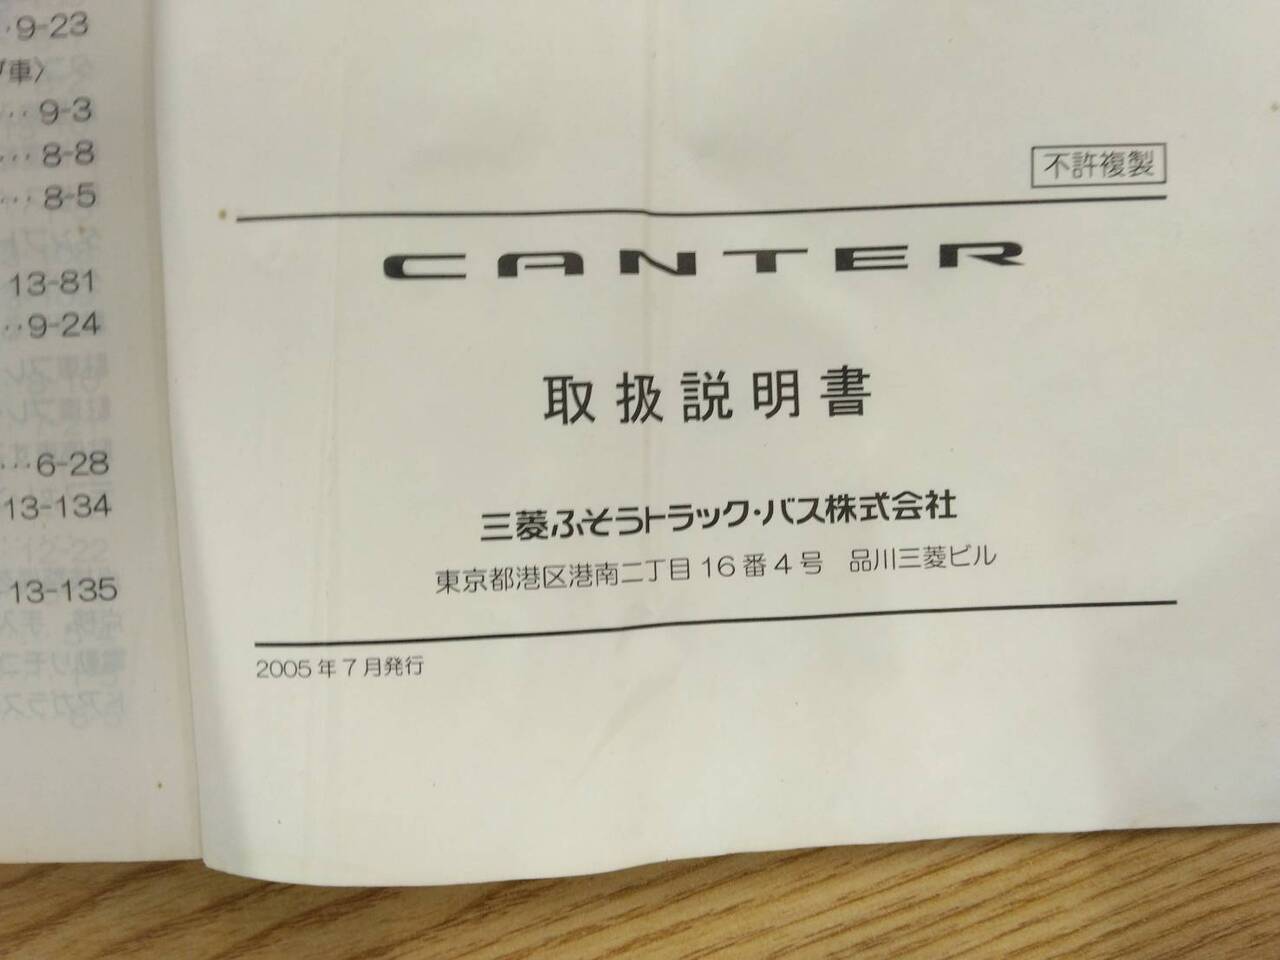 ‥9-23
車〉
‥‥9-3
‥‥8-8
‥‥8-5
13-81
‥‥9-24
‥‥6-28
13-134
13-135
不許複製
CANTER
取扱説明書
三菱ふそうトラック・バス株式会社
東京都港区港南二丁目16番4号 品川三菱ビル
2005年7月発行